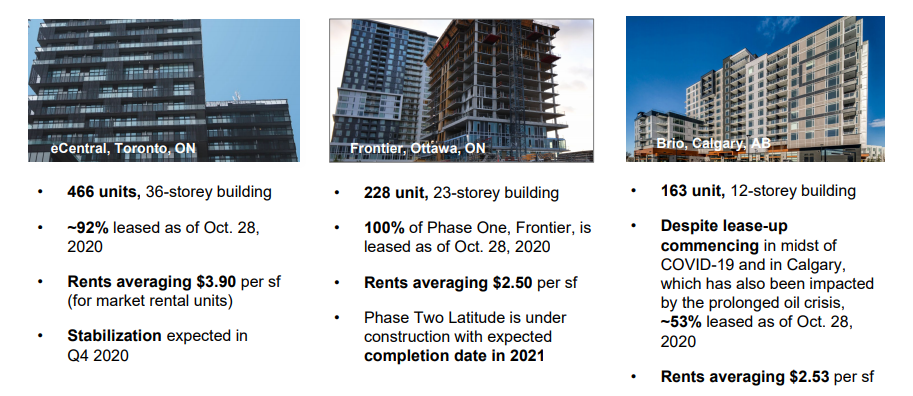 eCentral, Toronto, ON
• 466 units, 36-storey building
• ~92% leased as of Oct. 28,
2020
• Rents averaging $3.90 per sf
(for market rental units)
• Stabilization expected in
Q4 2020
Frontier, Ottawa, ON
• 228 unit, 23-storey building
• 100% of Phase One, Frontier, is
leased as of Oct. 28, 2020
• Rents averaging $2.50 per sf
• Phase Two Latitude is under
construction with expected
completion date in 2021
Brio, Calgary, AB
• 163 unit, 12-storey building
• Despite lease-up
commencing in midst of
COVID-19 and in Calgary,
which has also been impacted
by the prolonged oil crisis,
~53% leased as of Oct. 28,
2020
• Rents averaging $2.53 per sf